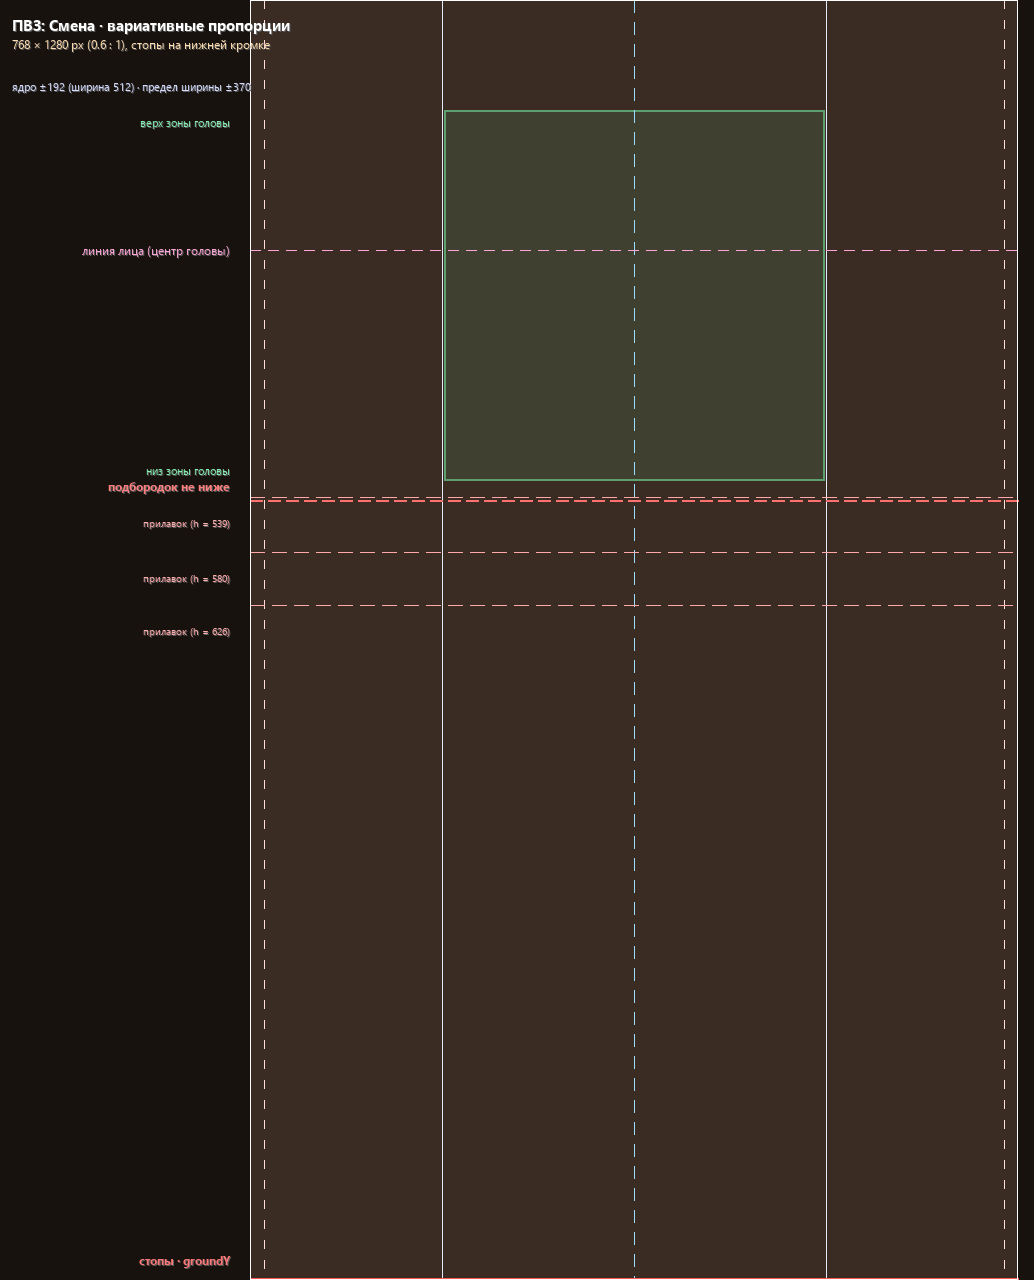 ПВЗ: Смена · вариативные пропорции
768 × 1280 px (0.6 : 1), стопы на нижней кромке
ядро ±192 (ширина 512) · предел ширины ±370
верх зоны головы
линия лица (центр головы)
низ зоны головы
подбородок не ниже
прилавок (h = 539)
прилавок (h = 580)
прилавок (h = 626)
стопы · groundY